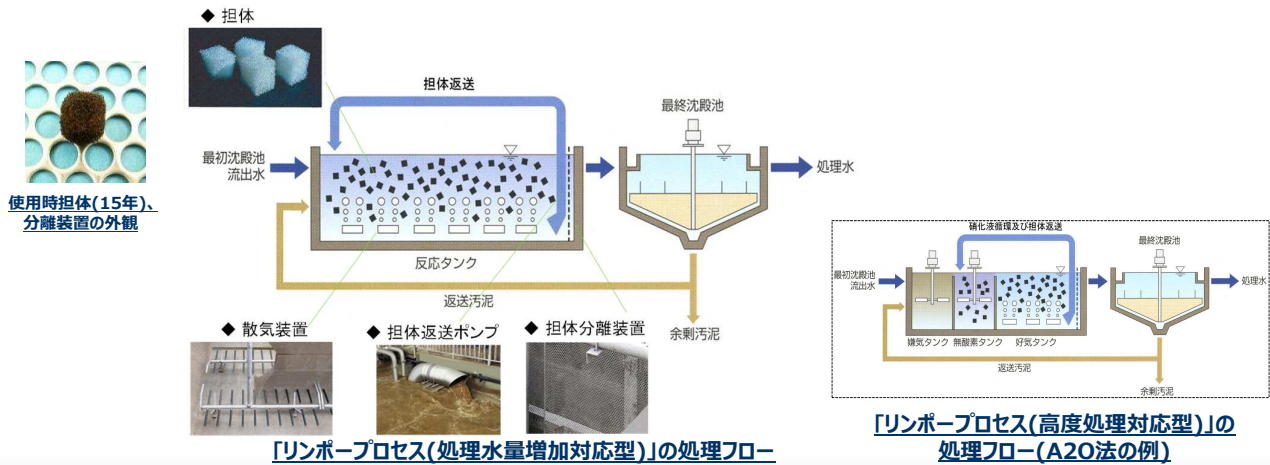 ◆ 担体
使用時担体(15年)、
分離装置の外観
担体返送
最終沈殿池
最初沈殿池
流出水
処理水
反応タンク
返送汚泥
余剰汚泥
◆ 散気装置
◆ 担体返送ポンプ
◆ 担体分離装置
「リンポープロセス(処理水量増加対応型)」の処理フロー
硝化液循環及び担体返送
最終沈殿池
最初沈殿池
流出水
処理水
嫌気タンク 無酸素タンク 好気タンク
返送汚泥
余剰汚泥
「リンポープロセス(高度処理対応型)」の
処理フロー(A2O法の例)